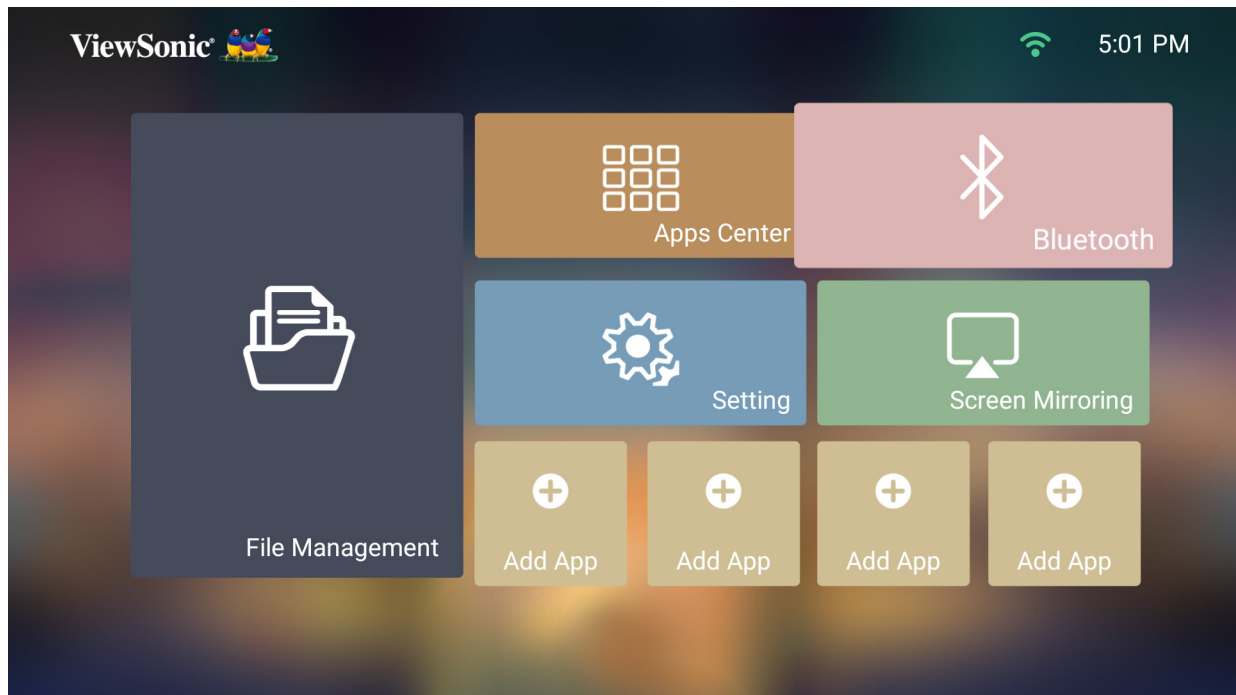 ViewSonic®
5:01 PM
Apps Center
Bluetooth
Setting
Screen Mirroring
File Management
Add App
Add App
Add App
Add App